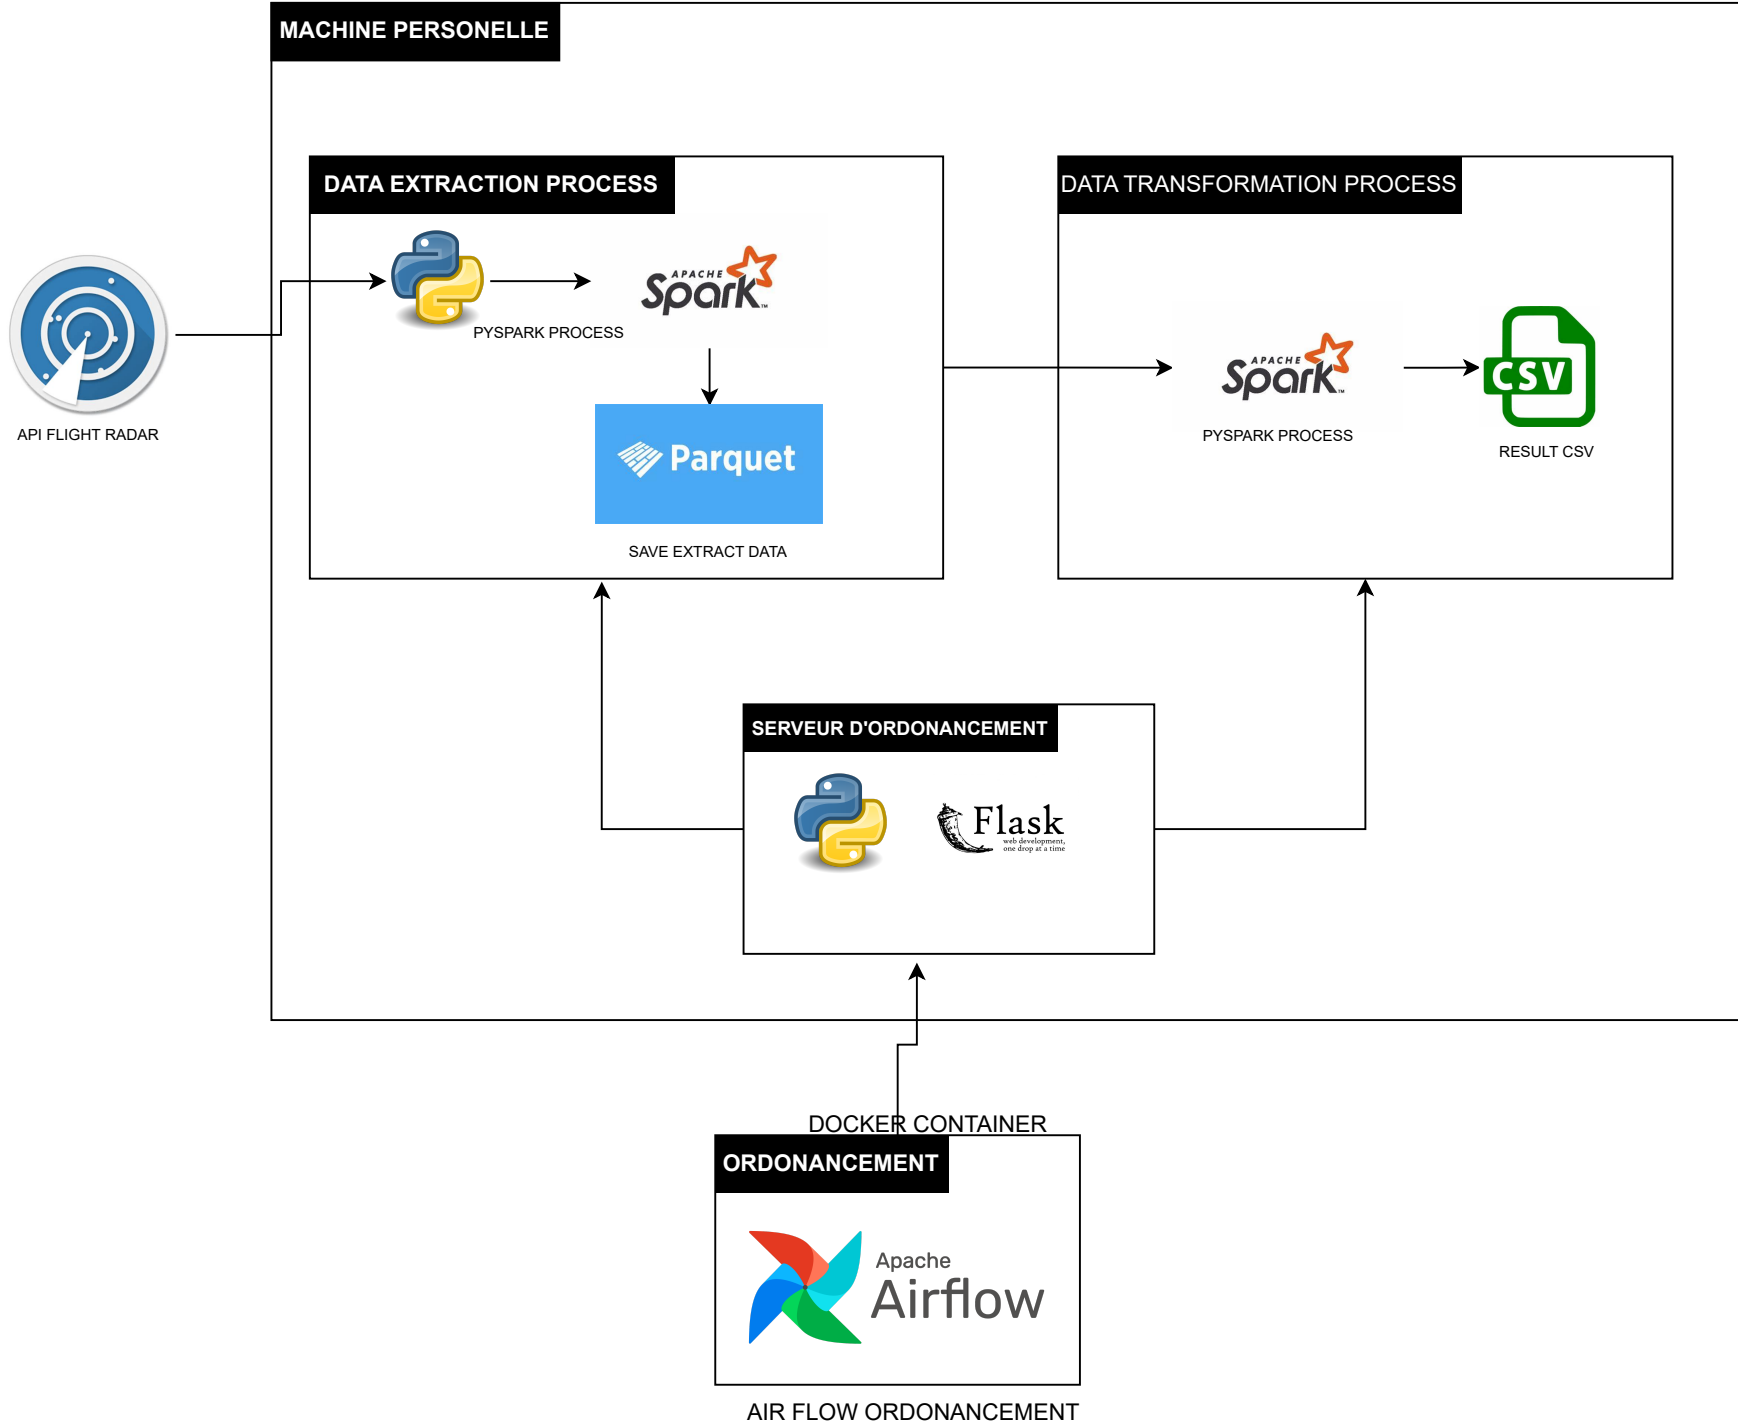 MACHINE PERSONELLE
DATA EXTRACTION PROCESS
DATA TRANSFORMATION PROCESS
APACHE
Spark™
PYSPARK PROCESS
API FLIGHT RADAR
Parquet
SAVE EXTRACT DATA
APACHE
Spark™
PYSPARK PROCESS
CSV
RESULT CSV
SERVEUR D'ORDONANCEMENT
Flask
web development,
one drop at a time
DOCKER CONTAINER
ORDONANCEMENT
Apache
Airflow
AIR FLOW ORDONANCEMENT